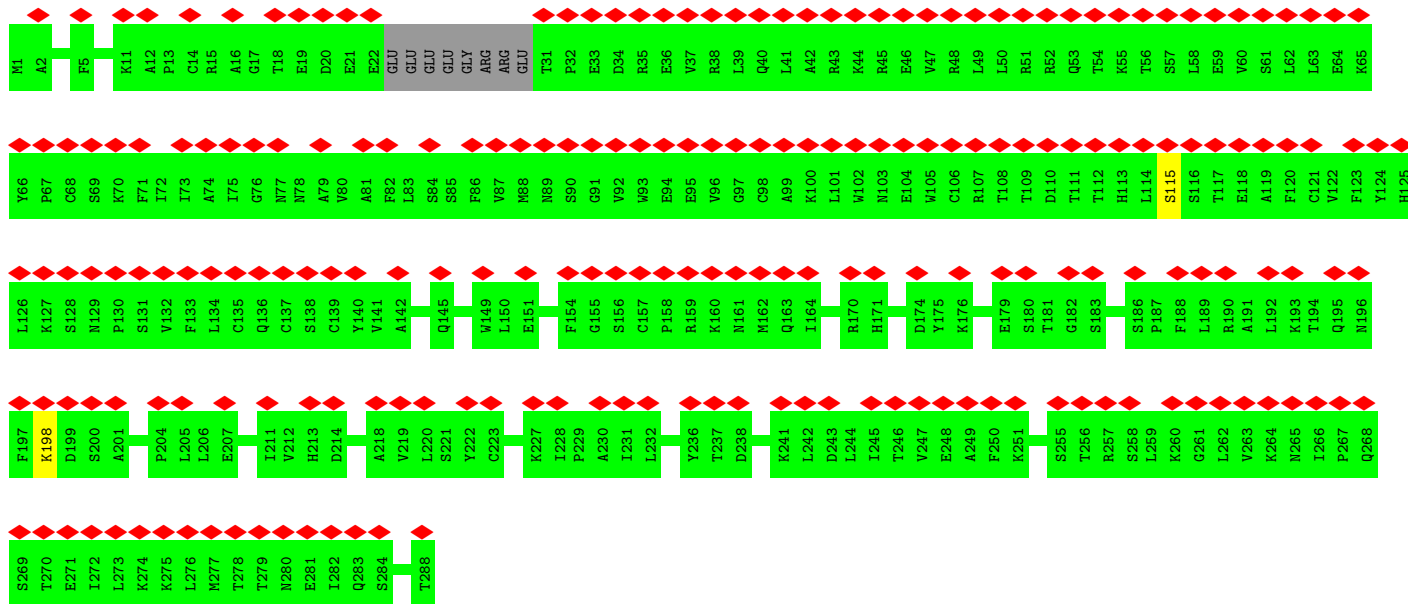 M1 A2 F5 K11 A12 P13 C14 R15 A16 G17 T18 E19 D20 E21 E22 GLU GLU GLU GLU GLY ARG ARG GLU T31 P32 E33 D34 R35 E36 V37 R38 L39 Q40 L41 A42 R43 K44 R45 E46 V47 R48 L49 L50 R51 R52 Q53 T54 K55 T56 S57 L58 E59 V60 S61 L62 L63 E64 K65
Y66 P67 C68 S69 K70 F71 I72 I73 A74 I75 G76 N77 N78 A79 V80 A81 F82 L83 S84 S85 F86 V87 M88 N89 S90 G91 V92 W93 E94 E95 V96 G97 C98 A99 K100 L101 W102 N103 E104 W105 C106 R107 T108 T109 D110 T111 T112 H113 L114 S115 S116 T117 E118 A119 F120 C121 V122 F123 Y124 H125
L126 K127 S128 N129 P130 S131 V132 F133 L134 C135 Q136 C137 S138 C139 Y140 V141 A142 Q145 W149 L150 E151 F154 G155 S156 C157 P158 R159 K160 N161 M162 Q163 I164 R170 H171 D174 Y175 K176 E179 S180 T181 G182 S183 S186 P187 F188 L189 R190 A191 L192 K193 T194 Q195 N196
F197 K198 D199 S200 A201 P204 L205 L206 E207 I211 V212 H213 D214 A218 V219 L220 S221 Y222 C223 K227 I228 P229 A230 I231 L232 Y236 T237 D238 K241 L242 D243 L244 I245 T246 V247 E248 A249 F250 K251 S255 T256 R257 S258 L259 K260 G261 L262 V263 K264 N265 I266 P267 Q268
S269 T270 E271 I272 L273 K274 K275 L276 M277 T278 T279 N280 E281 I282 Q283 S284 T288